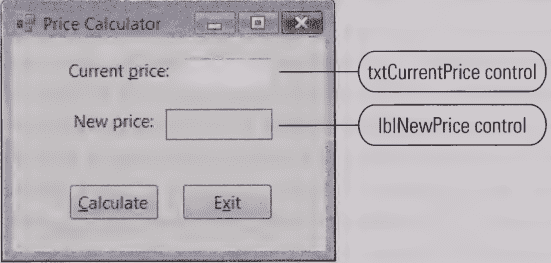 Price Calculator
Current price:
txtCurrentPrice control
New price:
lblNewPrice control
Calculate
Exit